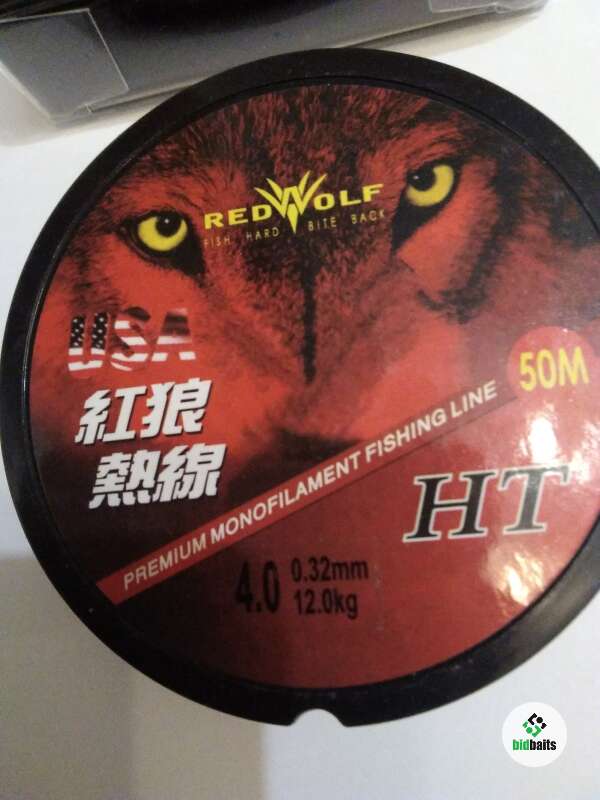 REDWOLF
FISH HARD BITE BACK
USA
紅狼
熱線
50M
PREMIUM MONOFILAMENT FISHING LINE
HT
4.0
0.32mm
12.0kg
bidbaits